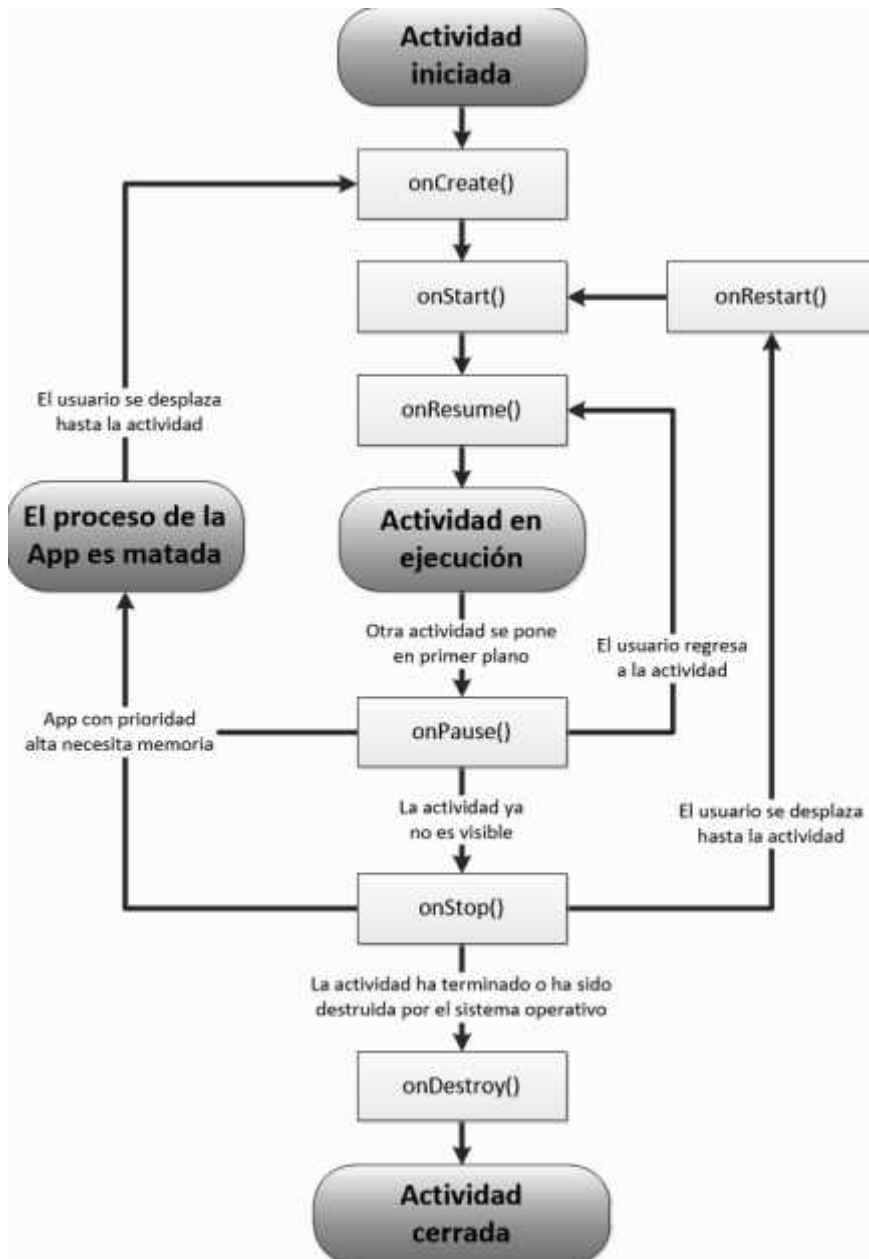 Actividad
iniciada
onCreate()
onStart()
onRestart()
onResume()
El usuario se desplaza
hasta la actividad
El proceso de la
App es matada
Actividad en
ejecución
Otra actividad se pone
en primer plano
El usuario regresa
a la actividad
App con prioridad
alta necesita memoria
onPause()
La actividad ya
no es visible
El usuario se desplaza
hasta la actividad
onStop()
La actividad ha terminado o ha sido
destruida por el sistema operativo
onDestroy()
Actividad
cerrada